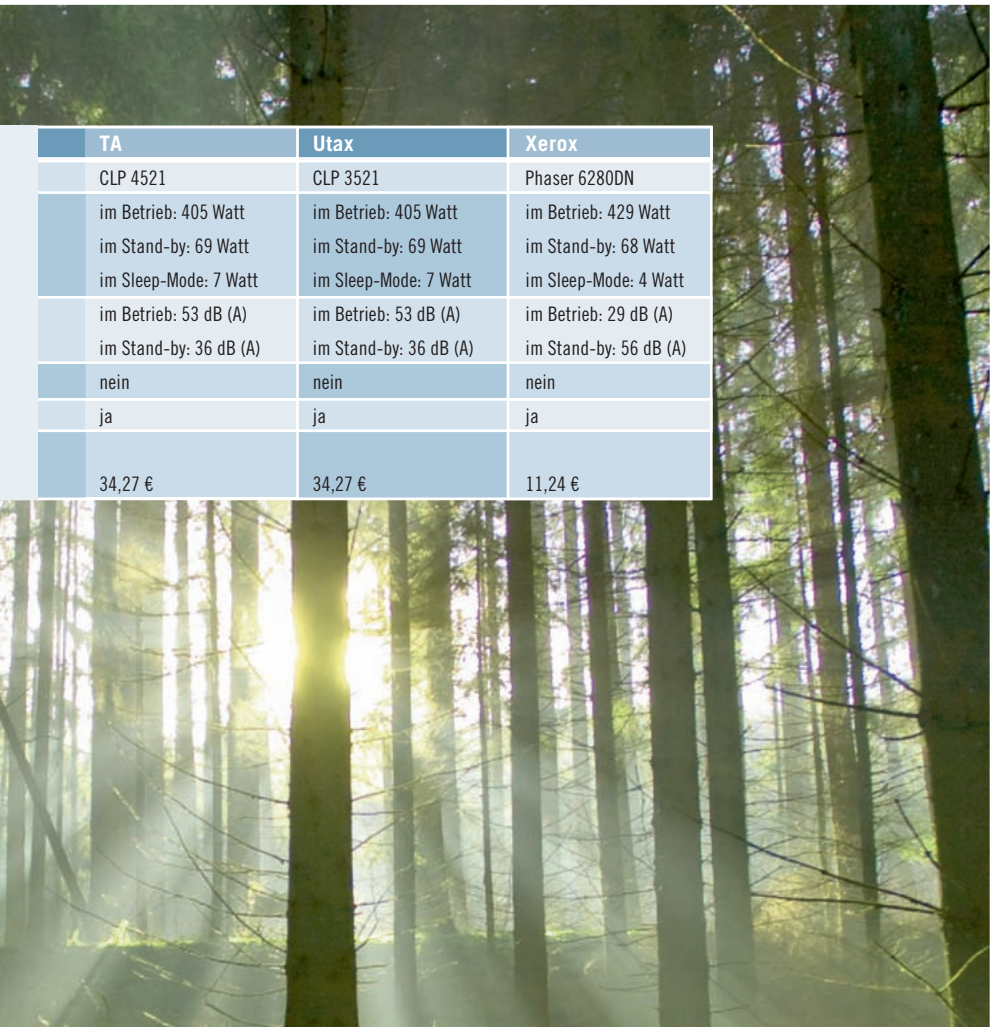 TA Utax Xerox
CLP 4521 CLP 3521 Phaser 6280DN
im Betrieb: 405 Watt im Betrieb: 405 Watt im Betrieb: 429 Watt
im Stand-by: 69 Watt im Stand-by: 69 Watt im Stand-by: 68 Watt
im Sleep-Mode: 7 Watt im Sleep-Mode: 7 Watt im Sleep-Mode: 4 Watt
im Betrieb: 53 dB (A) im Betrieb: 53 dB (A) im Betrieb: 29 dB (A)
im Stand-by: 36 dB (A) im Stand-by: 36 dB (A) im Stand-by: 56 dB (A)
nein nein nein
ja ja ja
34,27 € 34,27 € 11,24 €